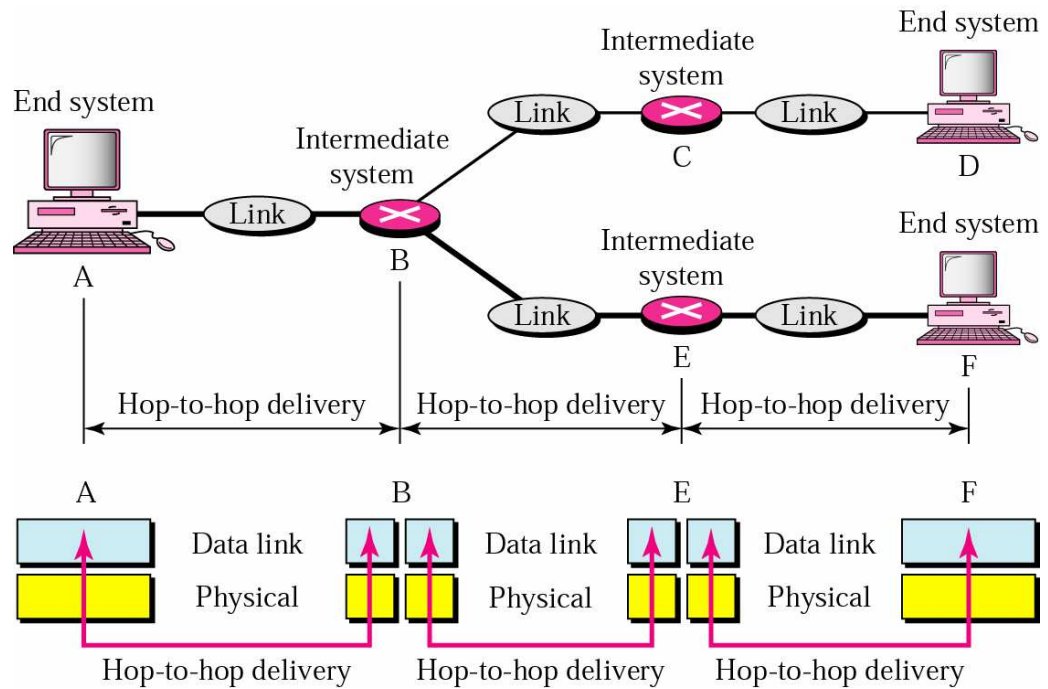 End system
A
Link
Intermediate
system
B
Link
Intermediate
system
C
Link
End system
D
Link
Intermediate
system
E
Link
End system
F
Hop-to-hop delivery
Hop-to-hop delivery
Hop-to-hop delivery
A
B
E
F
Data link
Data link
Data link
Physical
Physical
Physical
Hop-to-hop delivery
Hop-to-hop delivery
Hop-to-hop delivery